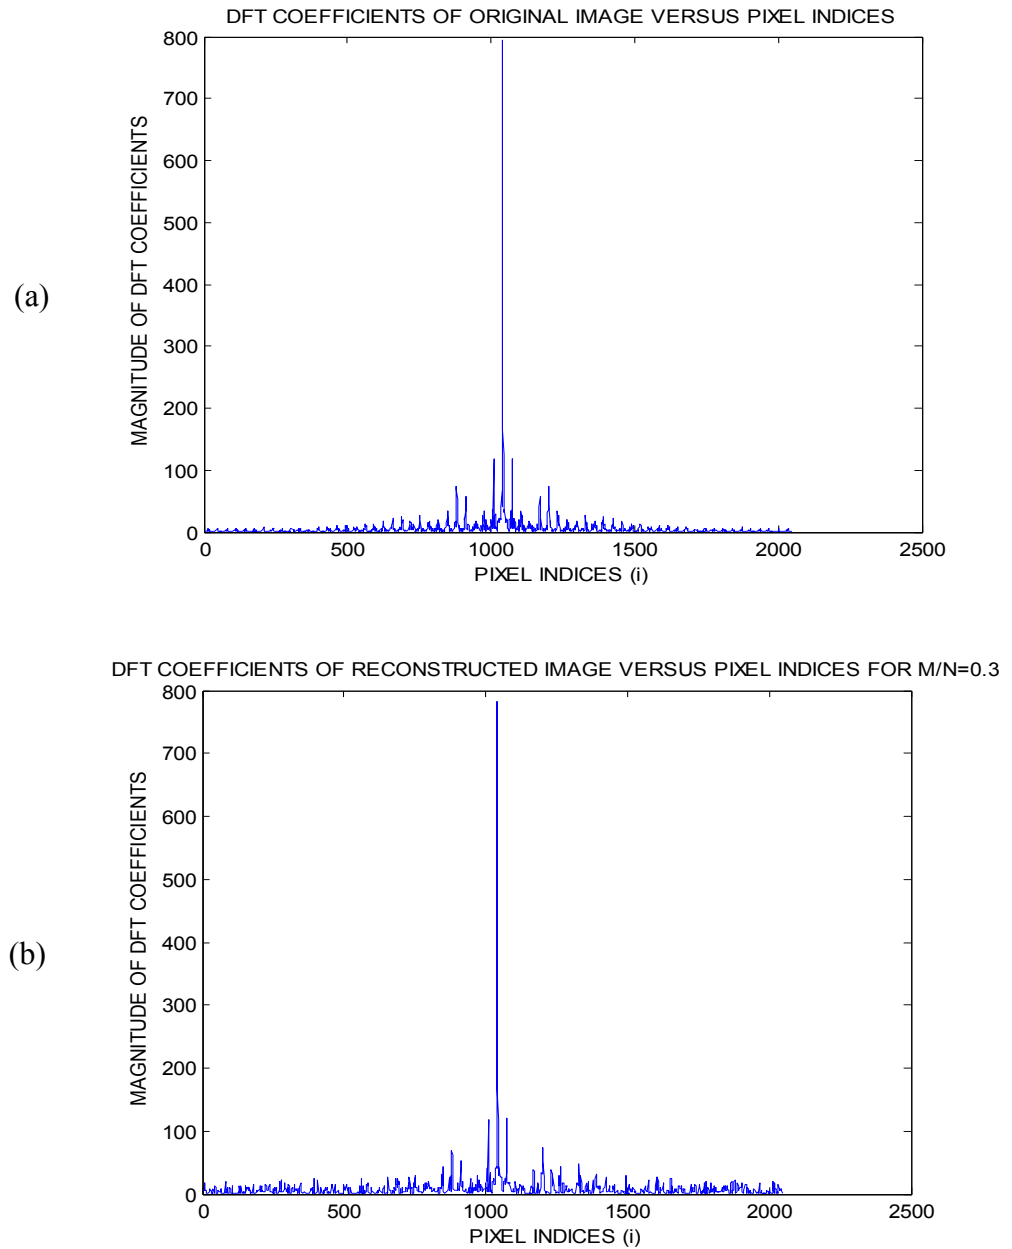 DFT COEFFICIENTS OF ORIGINAL IMAGE VERSUS PIXEL INDICES
800
700
600
500
400
300
200
100
0
MAGNITUDE OF DFT COEFFICIENTS
(a)
0 500 1000 1500 2000 2500
PIXEL INDICES (i)
DFT COEFFICIENTS OF RECONSTRUCTED IMAGE VERSUS PIXEL INDICES FOR M/N=0.3
800
700
600
500
400
300
200
100
0
MAGNITUDE OF DFT COEFFICIENTS
(b)
0 500 1000 1500 2000 2500
PIXEL INDICES (i)